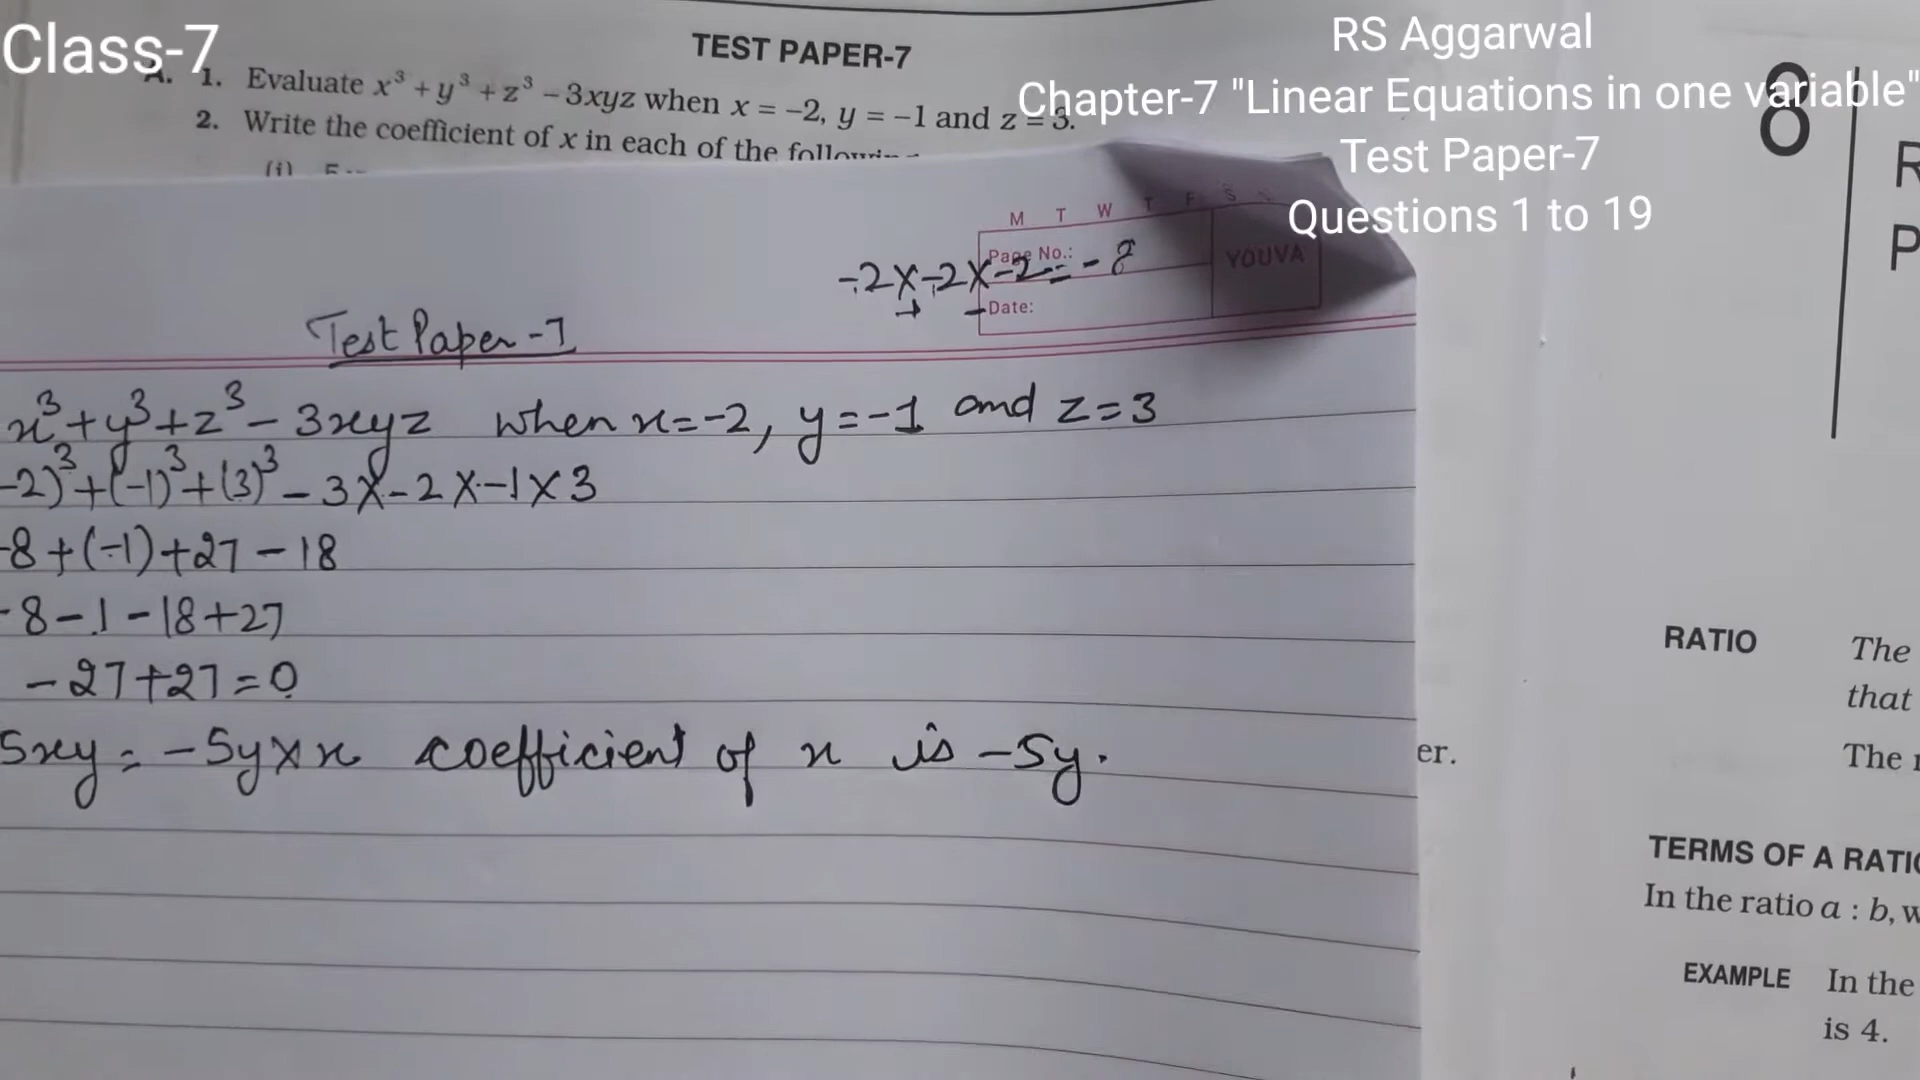 Class-7
RS Aggarwal
Chapter-7 "Linear Equations in one variable"
Test Paper-7
Questions 1 to 19
TEST PAPER-7
A. 1. Evaluate x³ + y³ + z³ – 3xyz when x = –2, y = –1 and z = 3.
2. Write the coefficient of x in each of the
(i)
M T W T F S
Page No.:
Date:
YOUVA
-2×-2×-2=-8
Test Paper-7
x³+y³+z³-3xyz when x=-2, y=-1 and z=3
-2)³+(-1)³+(3)³-3×-2×-1×3
-8+(-1)+27-18
-8-1-18+27
-27+27=0
5xy=-5y×x coefficient of x is -5y.
8
R
P
RATIO The
that
er.
The
TERMS OF A RATIO
In the ratio a : b, w
EXAMPLE In the
is 4.